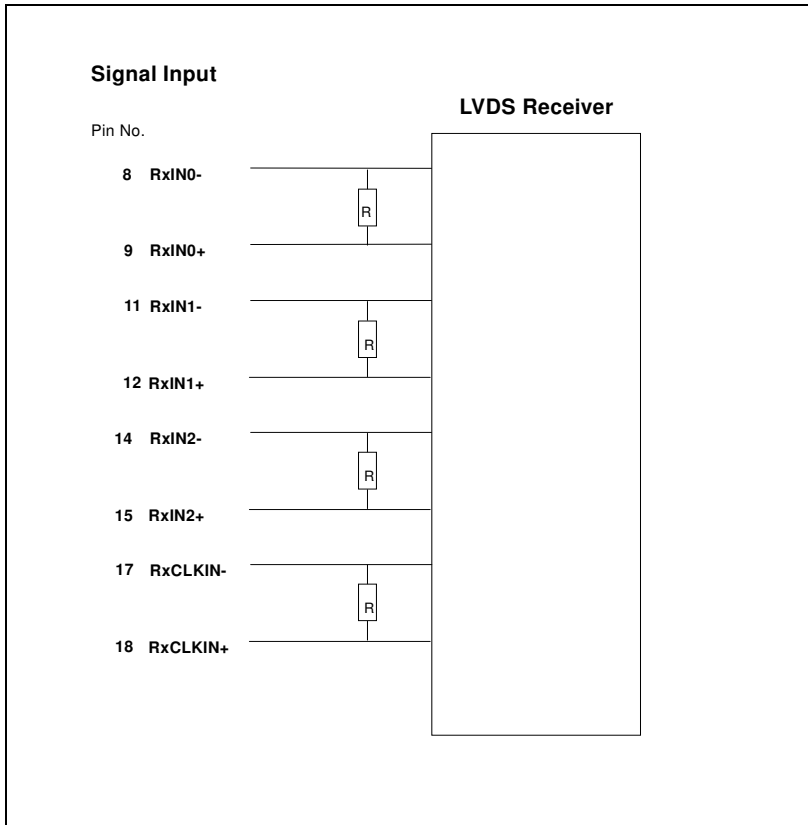 Signal Input
LVDS Receiver
Pin No.
8 RxIN0-
R
9 RxIN0+
11 RxIN1-
R
12 RxIN1+
14 RxIN2-
R
15 RxIN2+
17 RxCLKIN-
R
18 RxCLKIN+